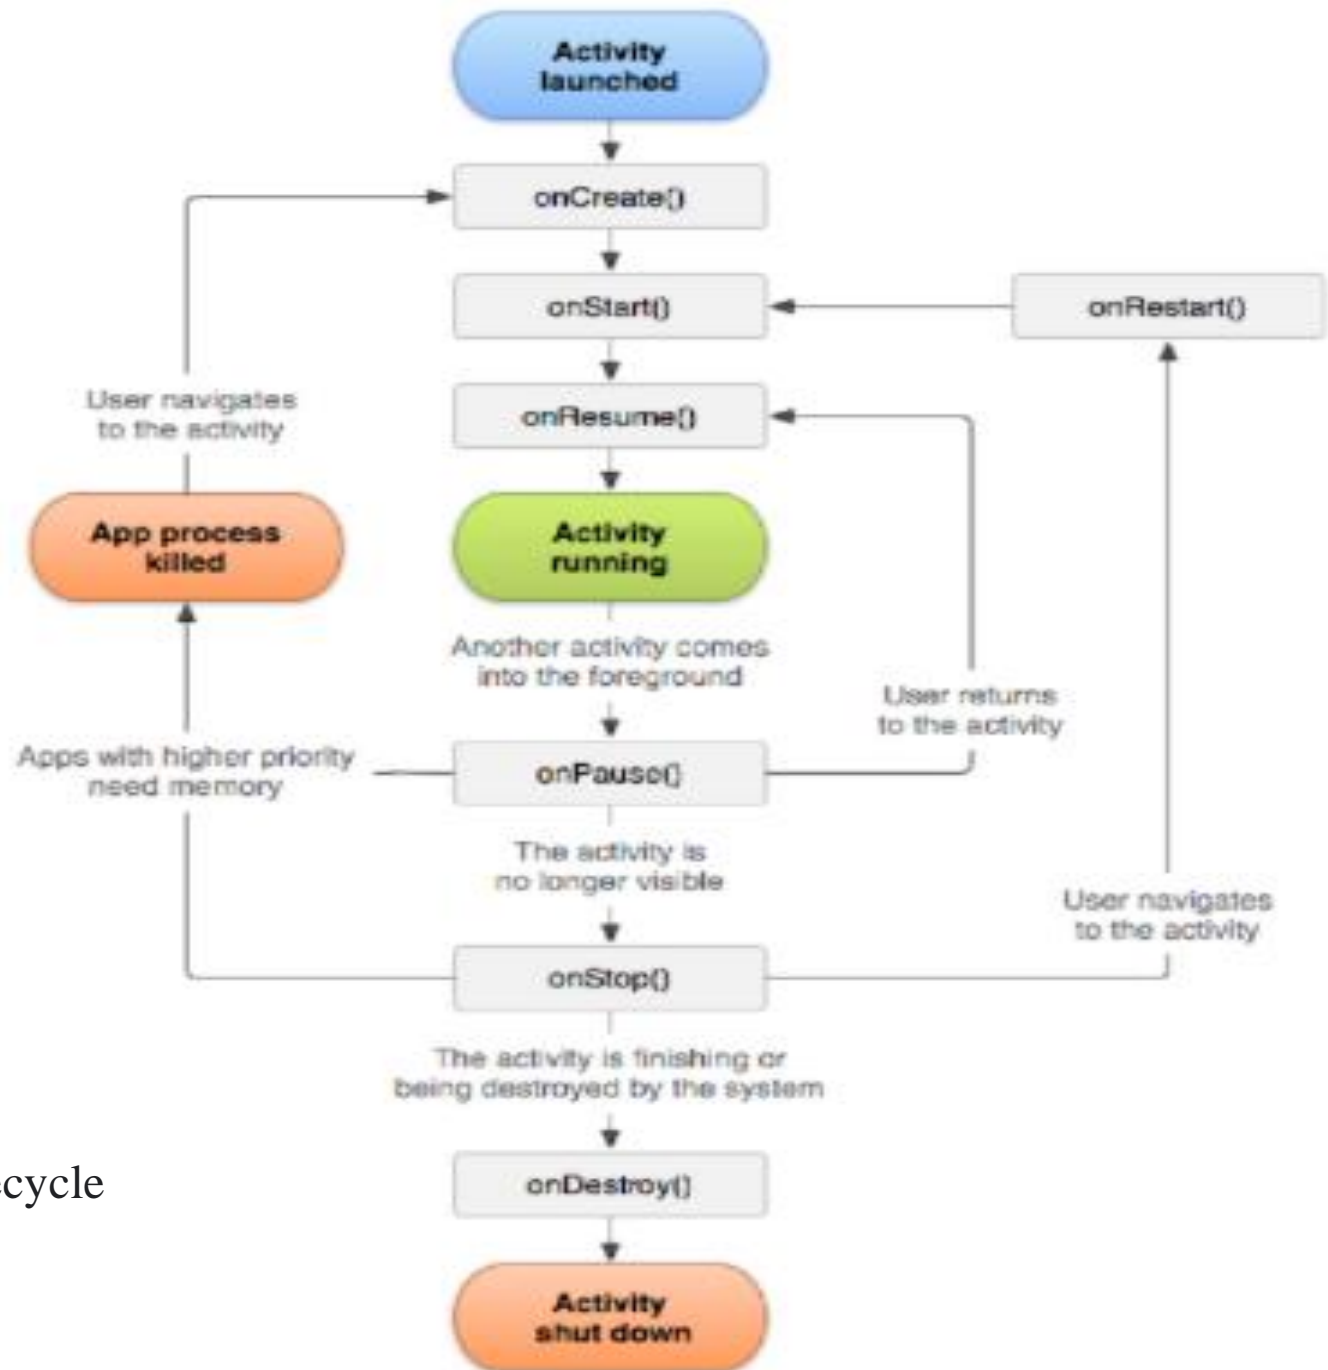 Activity
launched
onCreate()
onStart()
onRestart()
User navigates
to the activity
onResume()
App process
killed
Activity
running
Another activity comes
into the foreground
User returns
to the activity
Apps with higher priority
need memory
onPause()
The activity is
no longer visible
User navigates
to the activity
onStop()
The activity is finishing or
being destroyed by the system
onDestroy()
ecycle
Activity
shut down